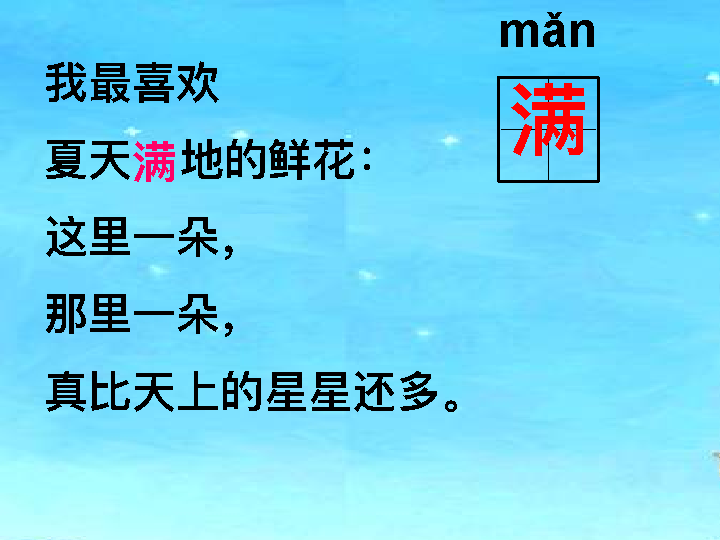 mǎn
满
我最喜欢
夏天满地的鲜花：
这里一朵，
那里一朵，
真比天上的星星还多。